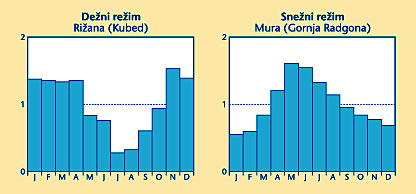 Dežni režim
Rižana (Kubed)
2
1
0
J F M A M J J A S O N D
Snežni režim
Mura (Gornja Radgona)
2
1
0
J F M A M J J A S O N D